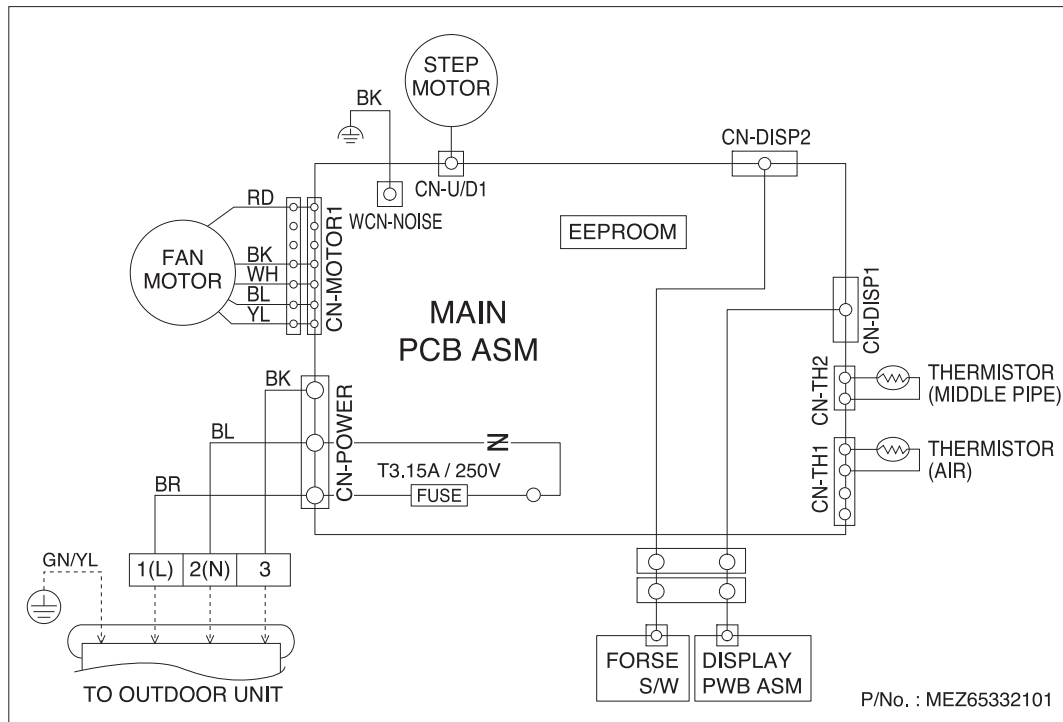 STEP
MOTOR
BK
CN-DISP2
CN-U/D1
WCN-NOISE
RD
CN-MOTOR1
EEPROOM
FAN
MOTOR
BK
WH
BL
YL
MAIN
PCB ASM
CN-DISP1
CN-TH2
THERMISTOR
(MIDDLE PIPE)
BK
CN-POWER
BL
T3.15A / 250V
CN-TH1
THERMISTOR
(AIR)
BR
FUSE
GN/YL
1(L) 2(N) 3
FORSE
S/W
DISPLAY
PWB ASM
TO OUTDOOR UNIT
P/No. : MEZ65332101